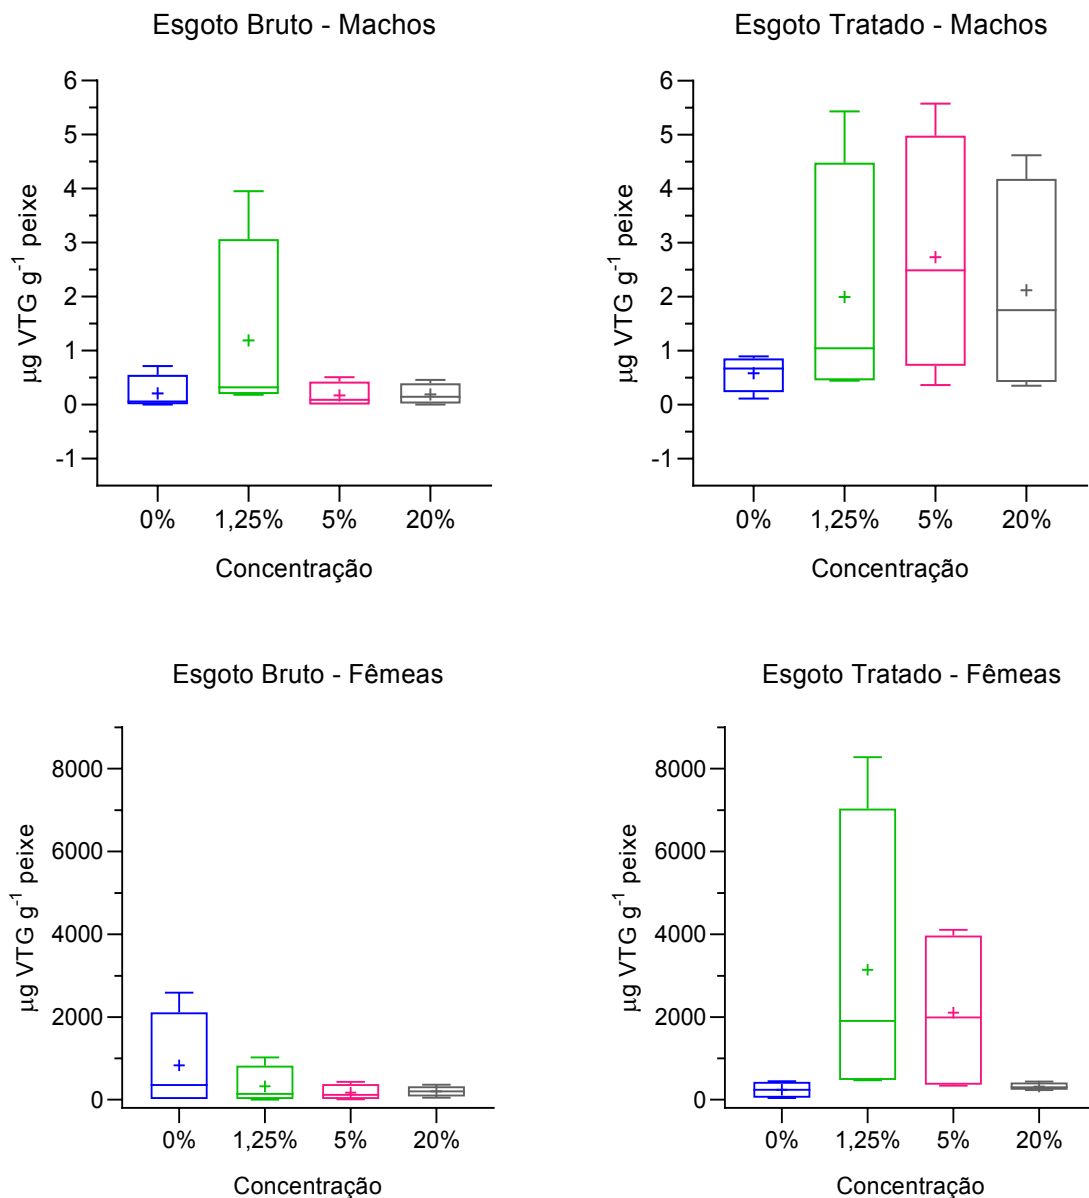 Esgoto Bruto - Machos
6
5
4
3
2
1
0
-1
µg VTG g⁻¹ peixe
0% 1,25% 5% 20%
Concentração
Esgoto Tratado - Machos
6
5
4
3
2
1
0
-1
µg VTG g⁻¹ peixe
0% 1,25% 5% 20%
Concentração
Esgoto Bruto - Fêmeas
8000
6000
4000
2000
0
µg VTG g⁻¹ peixe
0% 1,25% 5% 20%
Concentração
Esgoto Tratado - Fêmeas
8000
6000
4000
2000
0
µg VTG g⁻¹ peixe
0% 1,25% 5% 20%
Concentração